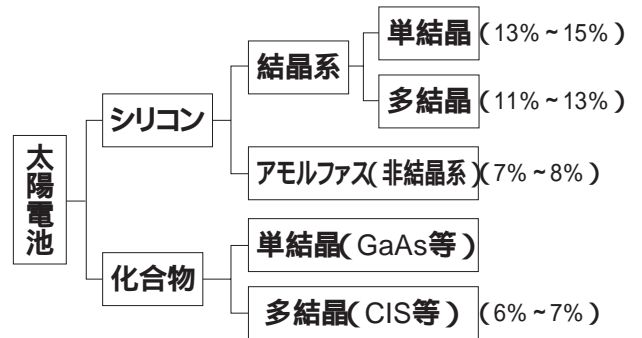 単結晶(13%~15%)
結晶系
多結晶(11%~13%)
シリコン
アモルファス(非結晶系)(7%~8%)
太陽電池
単結晶(GaAs等)
化合物
多結晶(CIS等)(6%~7%)